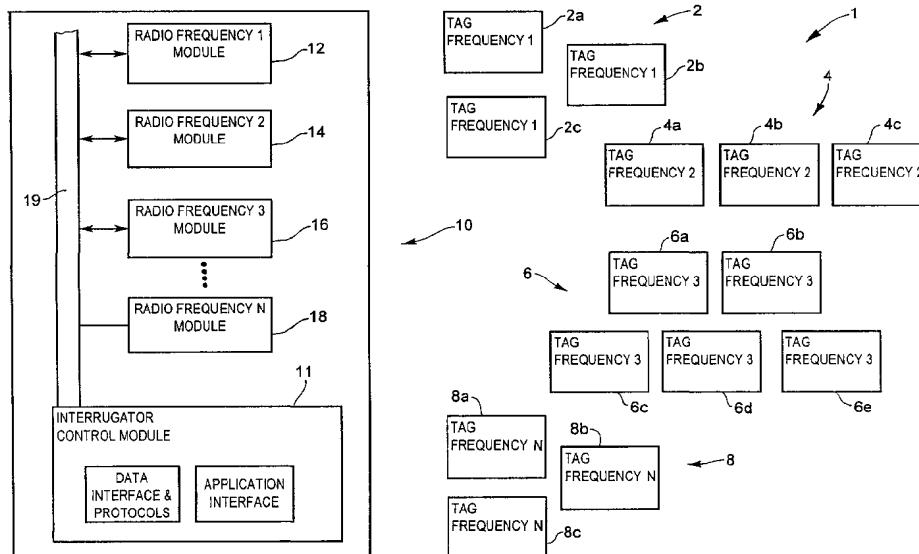 RADIO FREQUENCY 1
MODULE
12
RADIO FREQUENCY 2
MODULE
14
19
RADIO FREQUENCY 3
MODULE
16
RADIO FREQUENCY N
MODULE
18
11
INTERRUGATOR
CONTROL MODULE
DATA
INTERFACE &
PROTOCOLS
APPLICATION
INTERFACE
10
2a
TAG
FREQUENCY 1
2
1
TAG
FREQUENCY 1
2b
TAG
FREQUENCY 1
2c
4
4a
TAG
FREQUENCY 2
4b
TAG
FREQUENCY 2
4c
TAG
FREQUENCY 2
6
6a
TAG
FREQUENCY 3
6b
TAG
FREQUENCY 3
TAG
FREQUENCY 3
6c
TAG
FREQUENCY 3
6d
TAG
FREQUENCY 3
6e
8a
TAG
FREQUENCY N
8b
TAG
FREQUENCY N
8
TAG
FREQUENCY N
8c